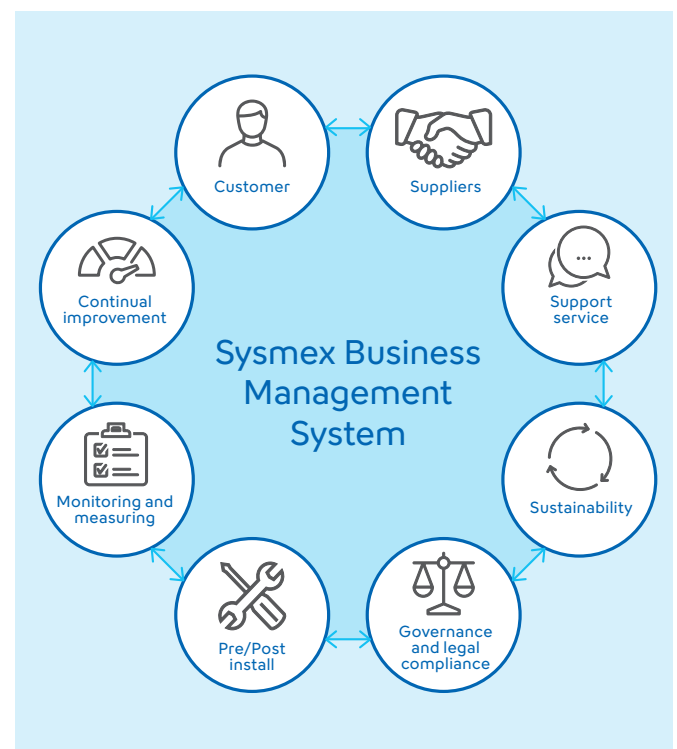 Customer
Suppliers
Continual
improvement
Support
service
Sysmex Business
Management
System
Monitoring and
measuring
Sustainability
Pre/Post
install
Governance
and legal
compliance